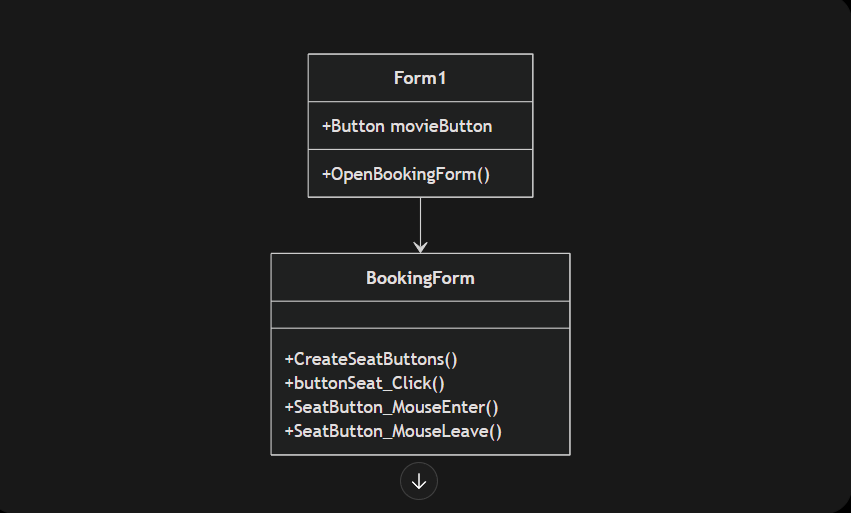 Form1
+Button movieButton
+OpenBookingForm()
BookingForm
+CreateSeatButtons()
+buttonSeat_Click()
+SeatButton_MouseEnter()
+SeatButton_MouseLeave()